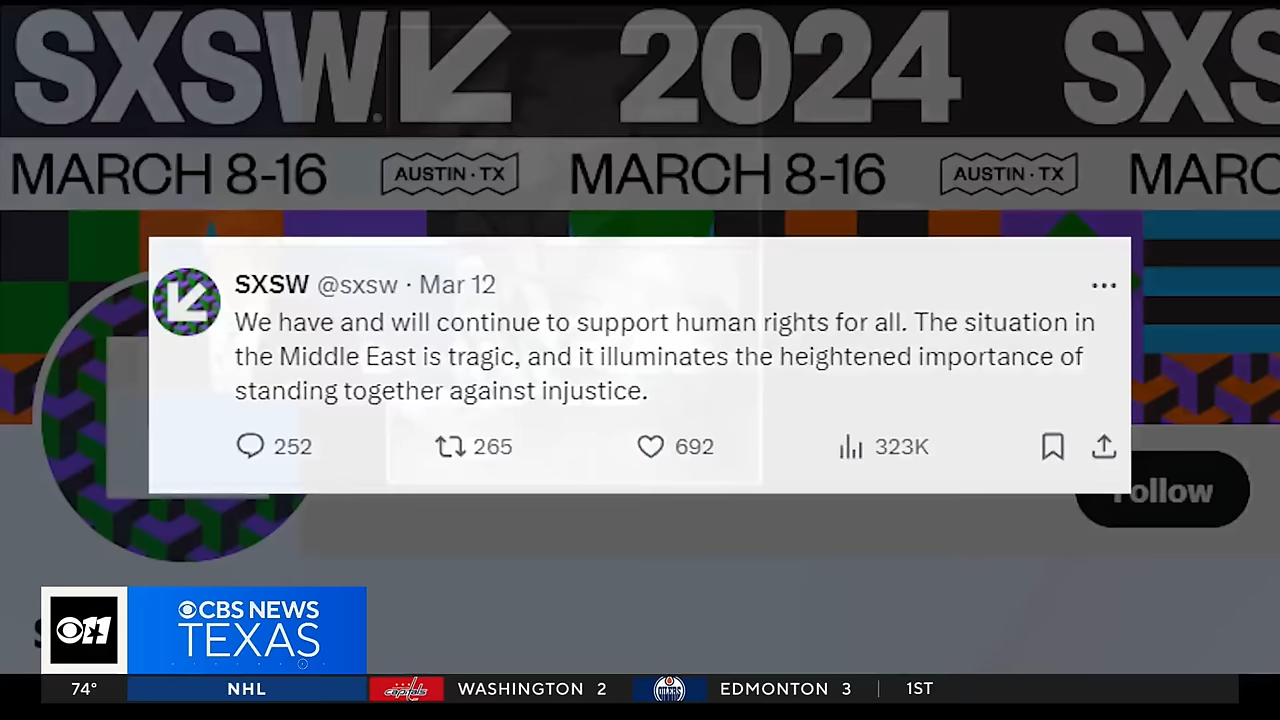 SXSW 2024 SXS
MARCH 8-16 AUSTIN · TX MARCH 8-16 AUSTIN · TX MARC
SXSW @sxsw · Mar 12
We have and will continue to support human rights for all. The situation in
the Middle East is tragic, and it illuminates the heightened importance of
standing together against injustice.
252 265 692 323K
Follow
11 CBS NEWS
TEXAS
74° NHL capitals WASHINGTON 2 OILERS EDMONTON 3 1ST